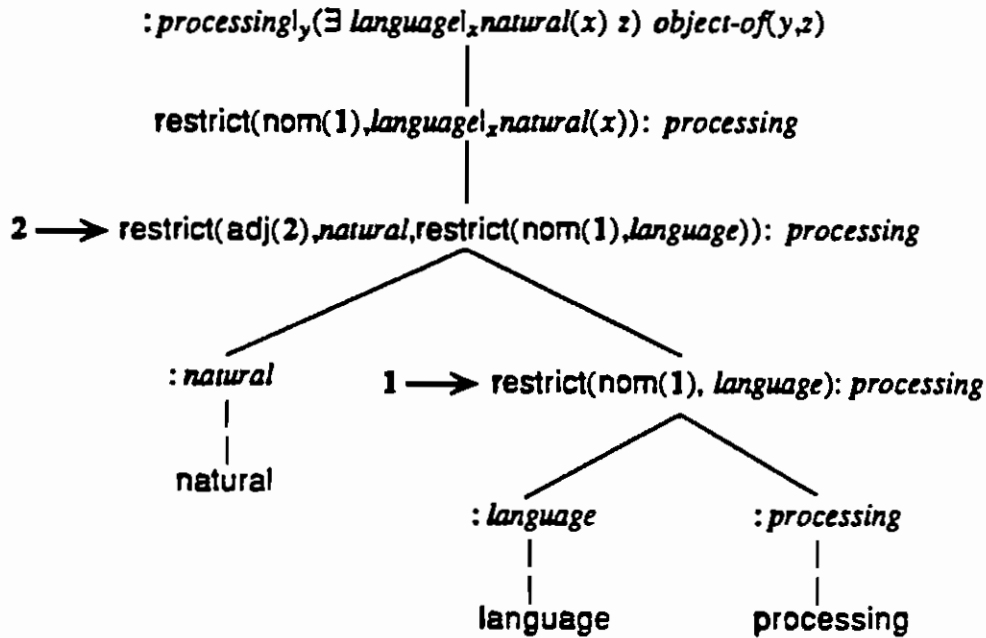 :processing|y(∃ language|xnatural(x) z) object-of(y,z)
restrict(nom(1),language|xnatural(x)): processing
2 → restrict(adj(2),natural,restrict(nom(1),language)): processing
:natural
1 → restrict(nom(1), language): processing
natural
:language :processing
language processing